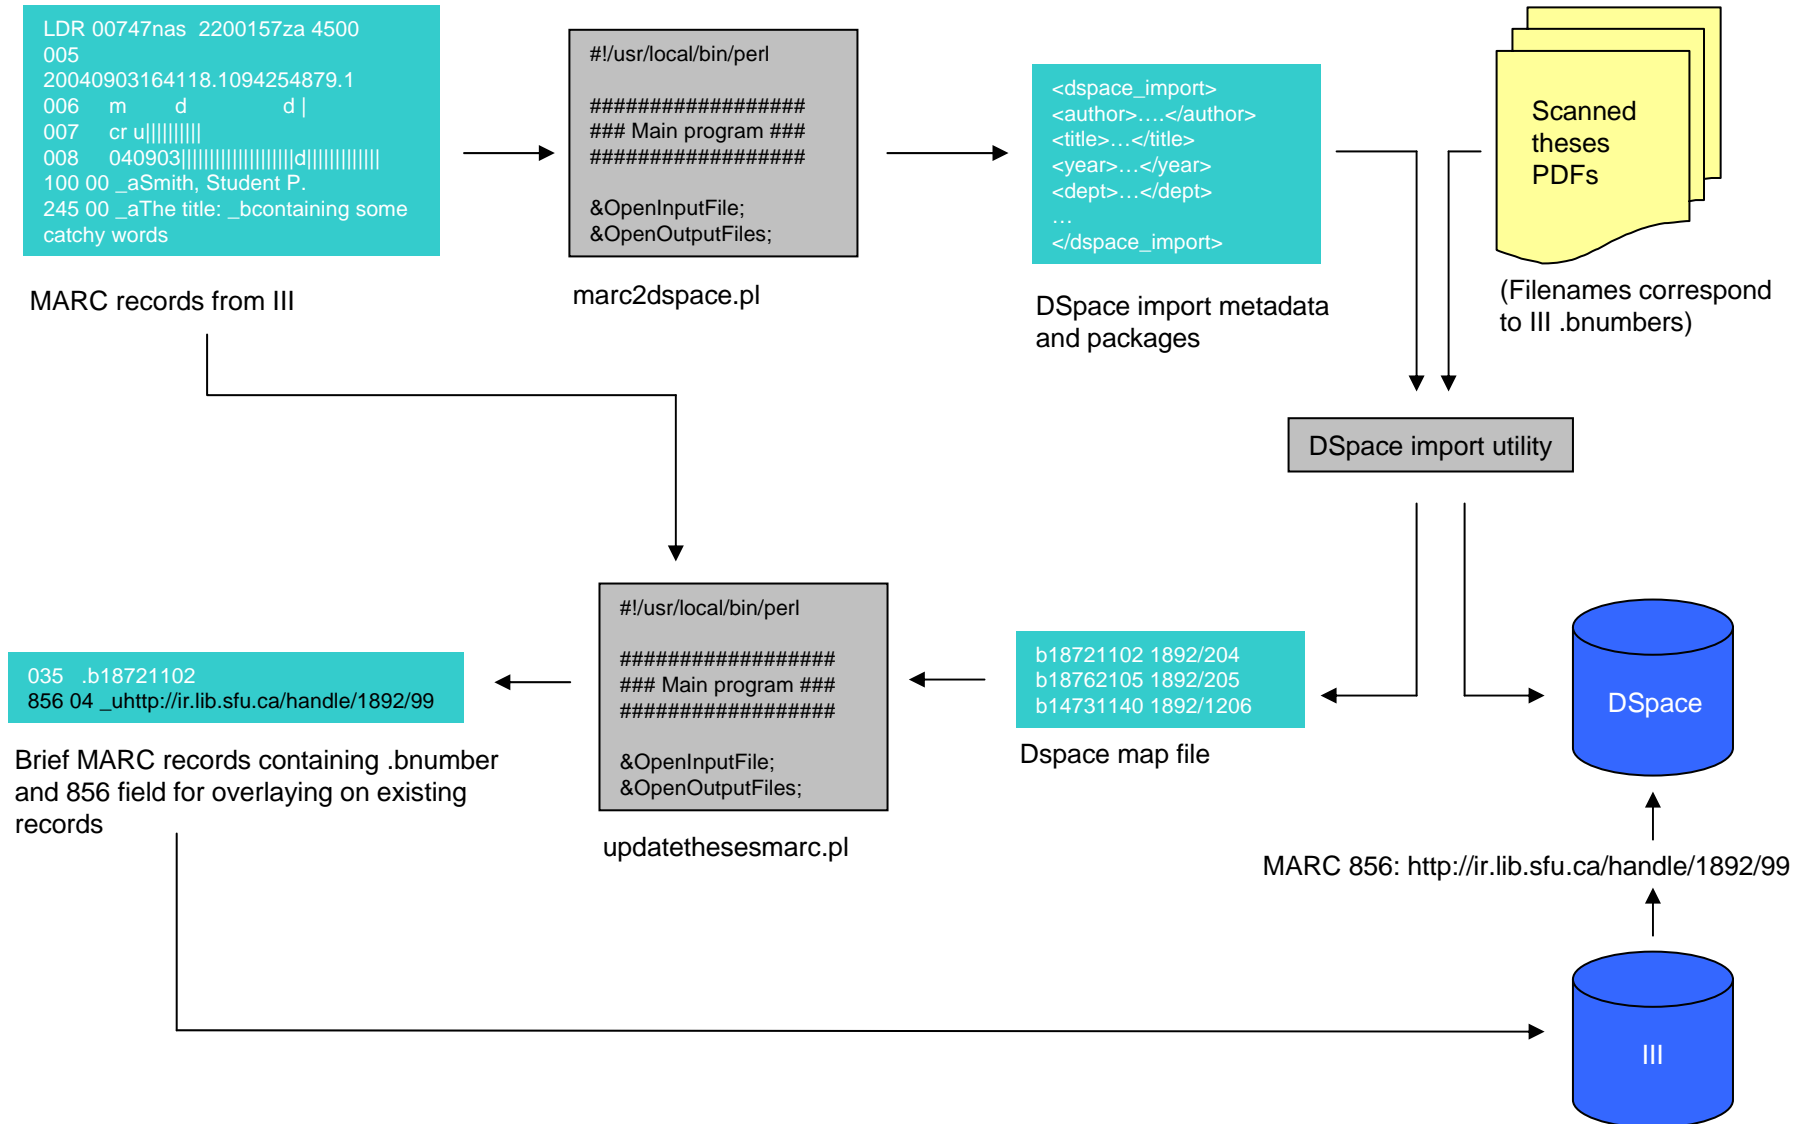 LDR 00747nas  2200157za 4500
005
20040903164118.1094254879.1
006     m       d               d |
007     cr u||||||||||
008     040903||||||||||||||||||||d|||||||||||||
100 00 _aSmith, Student P.
245 00 _aThe title: _bcontaining some
catchy words
MARC records from III
#!/usr/local/bin/perl
##################
### Main program ###
##################
&OpenInputFile;
&OpenOutputFiles;
marc2dspace.pl
<dspace_import>
<author>….</author>
<title>…</title>
<year>…</year>
<dept>…</dept>
…
</dspace_import>
DSpace import metadata
and packages
Scanned
theses
PDFs
(Filenames correspond
to III .bnumbers)
DSpace import utility
035   .b18721102
856 04 _uhttp://ir.lib.sfu.ca/handle/1892/99
Brief MARC records containing .bnumber
and 856 field for overlaying on existing
records
#!/usr/local/bin/perl
##################
### Main program ###
##################
&OpenInputFile;
&OpenOutputFiles;
updatethesesmarc.pl
b18721102 1892/204
b18762105 1892/205
b14731140 1892/1206
Dspace map file
DSpace
MARC 856: http://ir.lib.sfu.ca/handle/1892/99
III